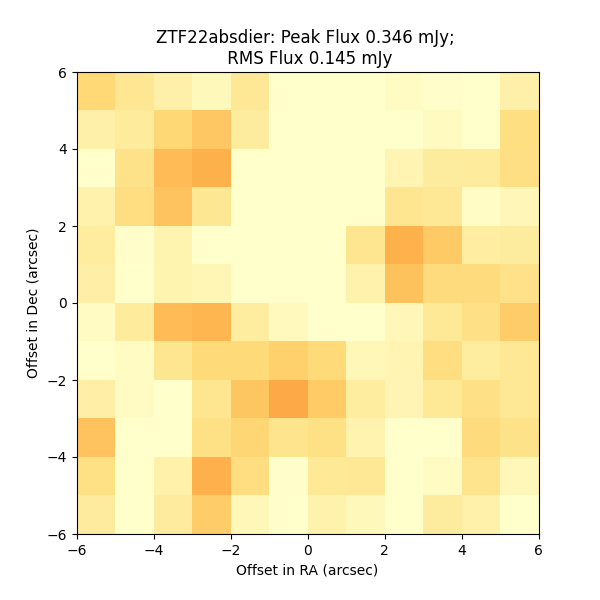 ZTF22absdier: Peak Flux 0.346 mJy;
RMS Flux 0.145 mJy
6
4
2
0
−2
−4
−6
Offset in Dec (arcsec)
−6 −4 −2 0 2 4 6
Offset in RA (arcsec)